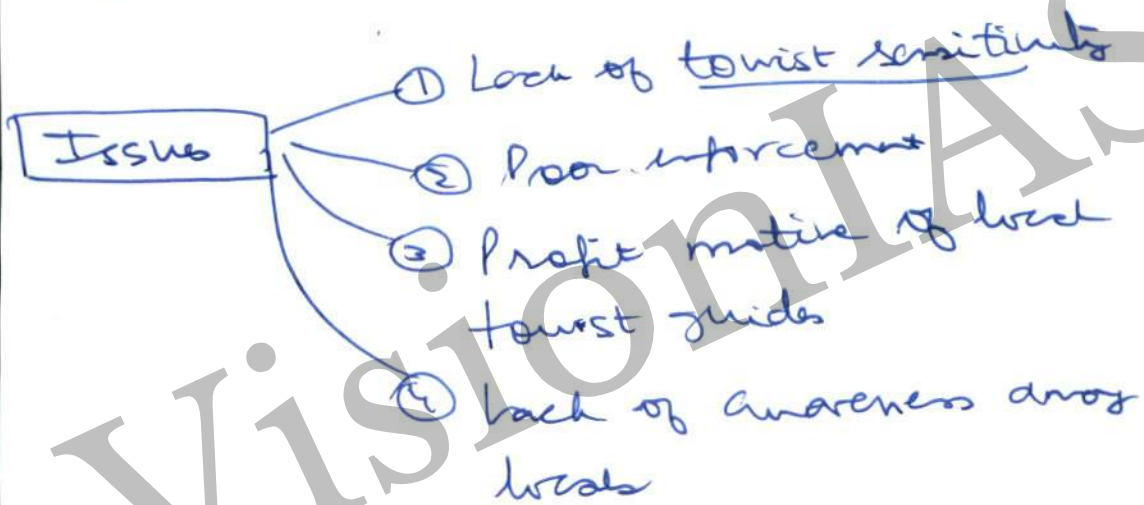 ① Lack of tourist sensitivity
Issues
② Poor enforcement
③ Profit motive of local
tourist guides
④ Lack of awareness among
locals
VisionIAS